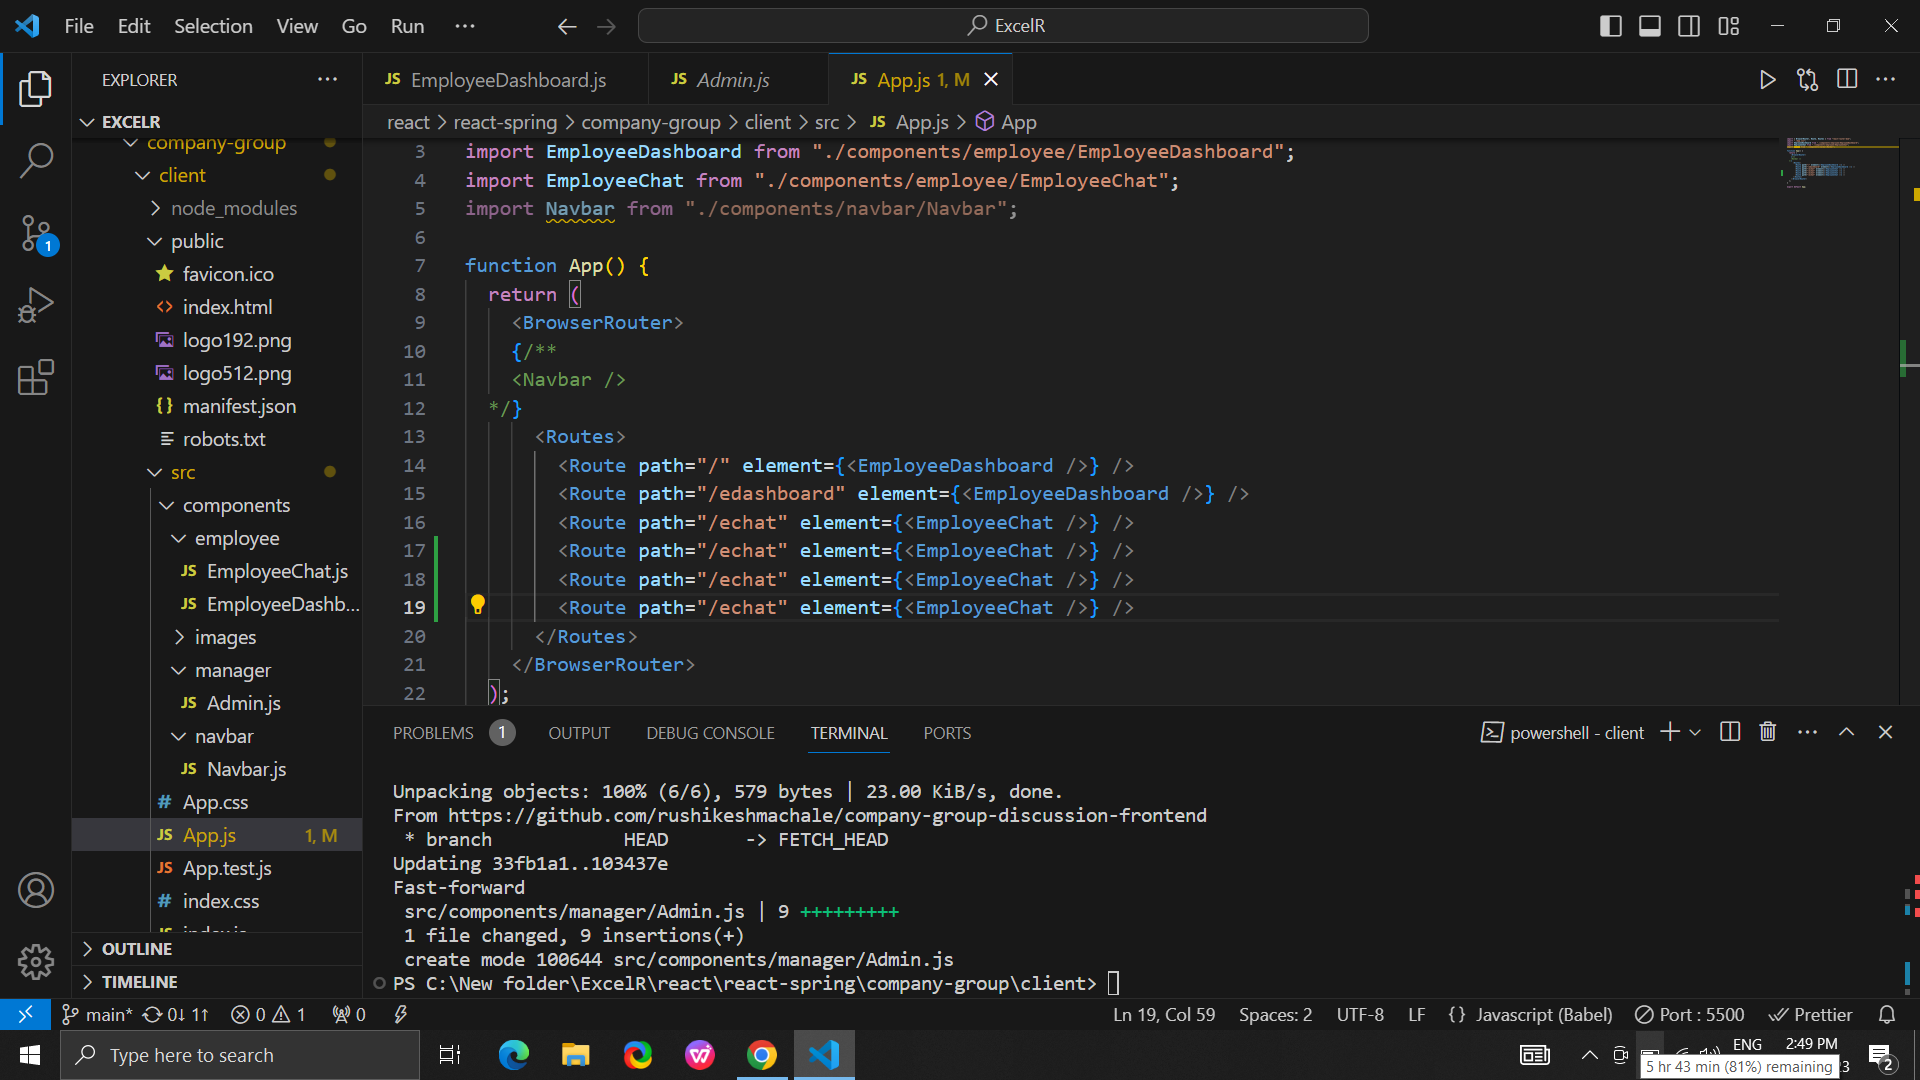 File Edit Selection View Go Run ···
ExcelR
EXPLORER ···
EXCELR
company-group
client
node_modules
public
favicon.ico
index.html
logo192.png
logo512.png
manifest.json
robots.txt
src
components
employee
JS EmployeeChat.js
JS EmployeeDashb...
images
manager
JS Admin.js
navbar
JS Navbar.js
# App.css
JS App.js 1, M
JS App.test.js
# index.css
OUTLINE
TIMELINE
1
JS EmployeeDashboard.js
JS Admin.js
JS App.js 1, M
react > react-spring > company-group > client > src > JS App.js > App
3 import EmployeeDashboard from "./components/employee/EmployeeDashboard";
4 import EmployeeChat from "./components/employee/EmployeeChat";
5 import Navbar from "./components/navbar/Navbar";
6
7 function App() {
8 return (
9 <BrowserRouter>
10 {/**
11 <Navbar />
12 */}
13 <Routes>
14 <Route path="/" element={<EmployeeDashboard />} />
15 <Route path="/edashboard" element={<EmployeeDashboard />} />
16 <Route path="/echat" element={<EmployeeChat />} />
17 <Route path="/echat" element={<EmployeeChat />} />
18 <Route path="/echat" element={<EmployeeChat />} />
19 <Route path="/echat" element={<EmployeeChat />} />
20 </Routes>
21 </BrowserRouter>
22 );
PROBLEMS 1 OUTPUT DEBUG CONSOLE TERMINAL PORTS
powershell - client
Unpacking objects: 100% (6/6), 579 bytes | 23.00 KiB/s, done.
From https://github.com/rushikeshmachale/company-group-discussion-frontend
* branch HEAD -> FETCH_HEAD
Updating 33fb1a1..103437e
Fast-forward
src/components/manager/Admin.js | 9 +++++++++
1 file changed, 9 insertions(+)
create mode 100644 src/components/manager/Admin.js
PS C:\New folder\ExcelR\react\react-spring\company-group\client>
main* 0↓ 1↑ 0 1 0
Ln 19, Col 59 Spaces: 2 UTF-8 LF {} Javascript (Babel) Port : 5500 Prettier
Type here to search
ENG
2:49 PM
5 hr 43 min (81%) remaining
2